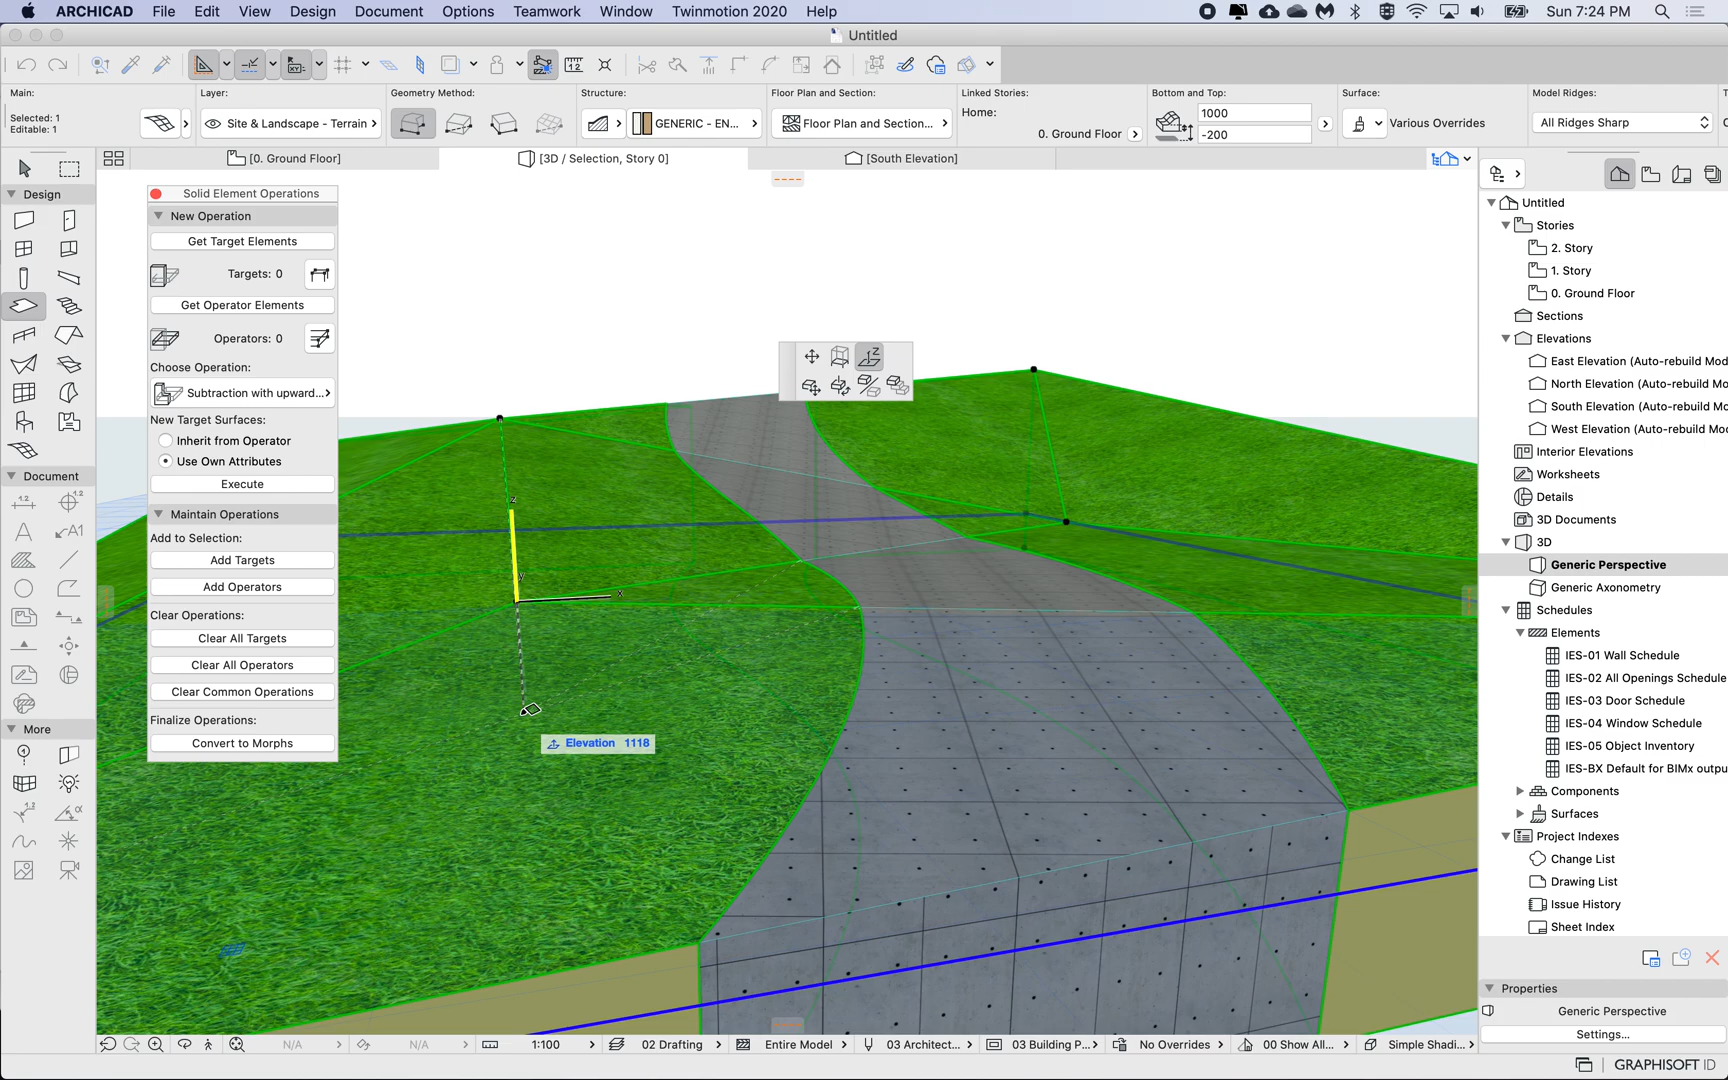 ARCHICAD File Edit View Design Document Options Teamwork Window Twinmotion 2020 Help Sun 7:24 PM
Untitled
Main: Layer: Geometry Method: Structure: Floor Plan and Section: Linked Stories: Bottom and Top: Surface: Model Ridges:
Selected: 1
Editable: 1
Site & Landscape - Terrain
GENERIC - EN...
Floor Plan and Section...
Home:
0. Ground Floor
1000
-200
Various Overrides
All Ridges Sharp
[0. Ground Floor]
[3D / Selection, Story 0]
[South Elevation]
Design
Document
More
Solid Element Operations
New Operation
Get Target Elements
Targets: 0
Get Operator Elements
Operators: 0
Choose Operation:
Subtraction with upward...
New Target Surfaces:
Inherit from Operator
Use Own Attributes
Execute
Maintain Operations
Add to Selection:
Add Targets
Add Operators
Clear Operations:
Clear All Targets
Clear All Operators
Clear Common Operations
Finalize Operations:
Convert to Morphs
z
y
x
Elevation 1118
Untitled
Stories
2. Story
1. Story
0. Ground Floor
Sections
Elevations
East Elevation (Auto-rebuild Mo
North Elevation (Auto-rebuild Mo
South Elevation (Auto-rebuild Mo
West Elevation (Auto-rebuild Mo
Interior Elevations
Worksheets
Details
3D Documents
3D
Generic Perspective
Generic Axonometry
Schedules
Elements
IES-01 Wall Schedule
IES-02 All Openings Schedule
IES-03 Door Schedule
IES-04 Window Schedule
IES-05 Object Inventory
IES-BX Default for BIMx outpu
Components
Surfaces
Project Indexes
Change List
Drawing List
Issue History
Sheet Index
Properties
Generic Perspective
Settings...
N/A N/A 1:100 02 Drafting Entire Model 03 Architect... 03 Building P... No Overrides 00 Show All... Simple Shadi...
GRAPHISOFT ID